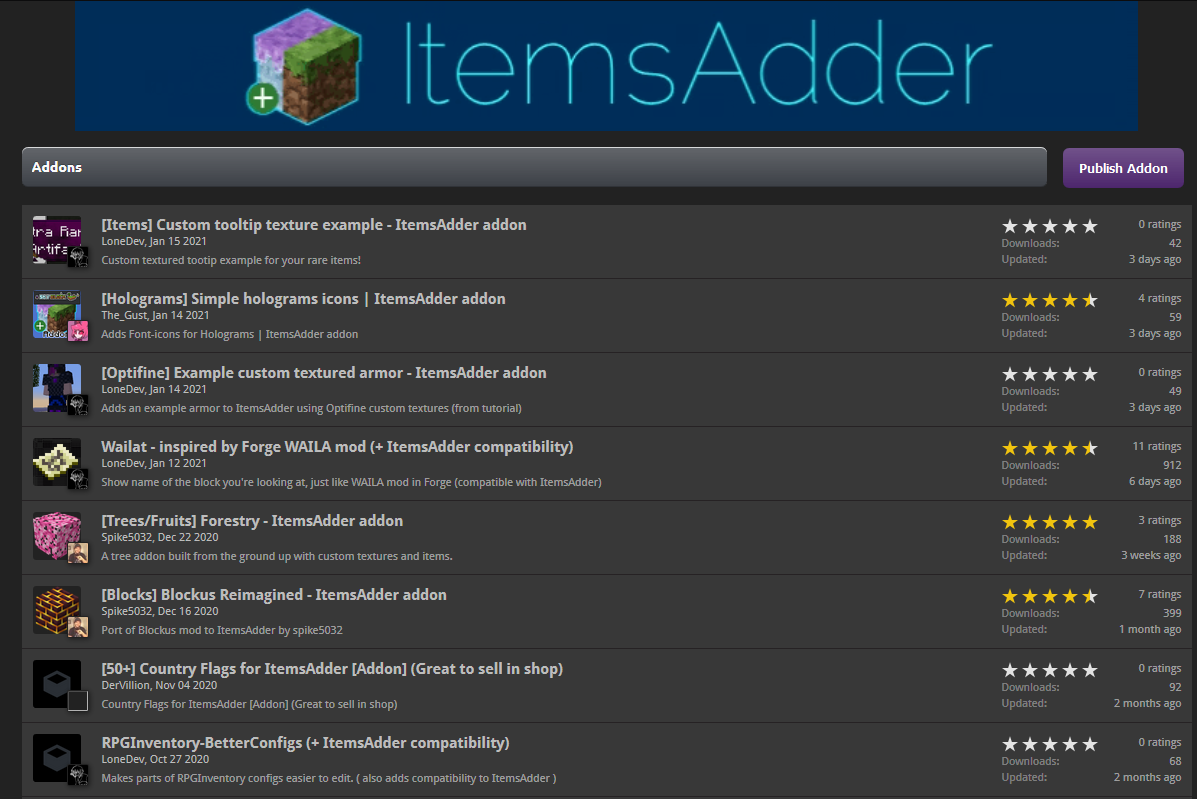 ItemsAdder
Addons
Publish Addon
[Items] Custom tooltip texture example - ItemsAdder addon
LoneDev, Jan 15 2021
Custom textured tootip example for your rare items!
0 ratings
Downloads: 42
Updated: 3 days ago
[Holograms] Simple holograms icons | ItemsAdder addon
The_Gust, Jan 14 2021
Adds Font-icons for Holograms | ItemsAdder addon
4 ratings
Downloads: 59
Updated: 3 days ago
[Optifine] Example custom textured armor - ItemsAdder addon
LoneDev, Jan 14 2021
Adds an example armor to ItemsAdder using Optifine custom textures (from tutorial)
0 ratings
Downloads: 49
Updated: 3 days ago
Wailat - inspired by Forge WAILA mod (+ ItemsAdder compatibility)
LoneDev, Jan 12 2021
Show name of the block you're looking at, just like WAILA mod in Forge (compatible with ItemsAdder)
11 ratings
Downloads: 912
Updated: 6 days ago
[Trees/Fruits] Forestry - ItemsAdder addon
Spike5032, Dec 22 2020
A tree addon built from the ground up with custom textures and items.
3 ratings
Downloads: 188
Updated: 3 weeks ago
[Blocks] Blockus Reimagined - ItemsAdder addon
Spike5032, Dec 16 2020
Port of Blockus mod to ItemsAdder by spike5032
7 ratings
Downloads: 399
Updated: 1 month ago
[50+] Country Flags for ItemsAdder [Addon] (Great to sell in shop)
DerVillion, Nov 04 2020
Country Flags for ItemsAdder [Addon] (Great to sell in shop)
0 ratings
Downloads: 92
Updated: 2 months ago
RPGInventory-BetterConfigs (+ ItemsAdder compatibility)
LoneDev, Oct 27 2020
Makes parts of RPGInventory configs easier to edit. ( also adds compatibility to ItemsAdder )
0 ratings
Downloads: 68
Updated: 2 months ago